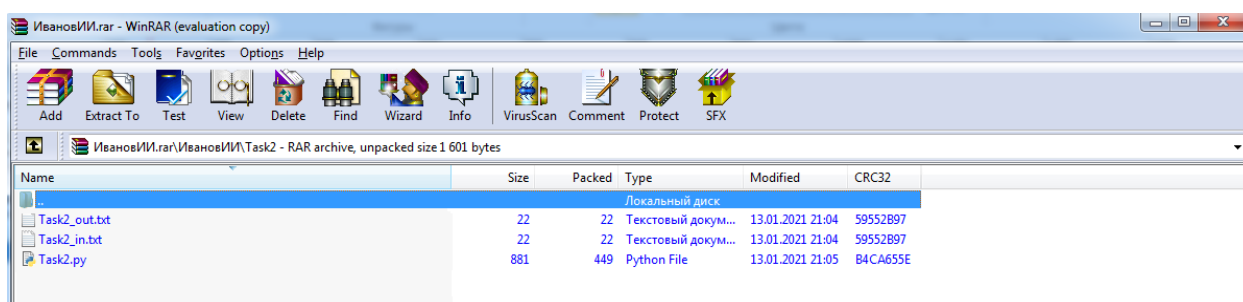 ИвановИИ.rar - WinRAR (evaluation copy)
File Commands Tools Favorites Options Help
Add Extract To Test View Delete Find Wizard Info VirusScan Comment Protect SFX
ИвановИИ.rar\ИвановИИ\Task2 - RAR archive, unpacked size 1 601 bytes
Name Size Packed Type Modified CRC32
.. Локальный диск
Task2_out.txt 22 22 Текстовый докум... 13.01.2021 21:04 59552B97
Task2_in.txt 22 22 Текстовый докум... 13.01.2021 21:04 59552B97
Task2.py 881 449 Python File 13.01.2021 21:05 B4CA655E